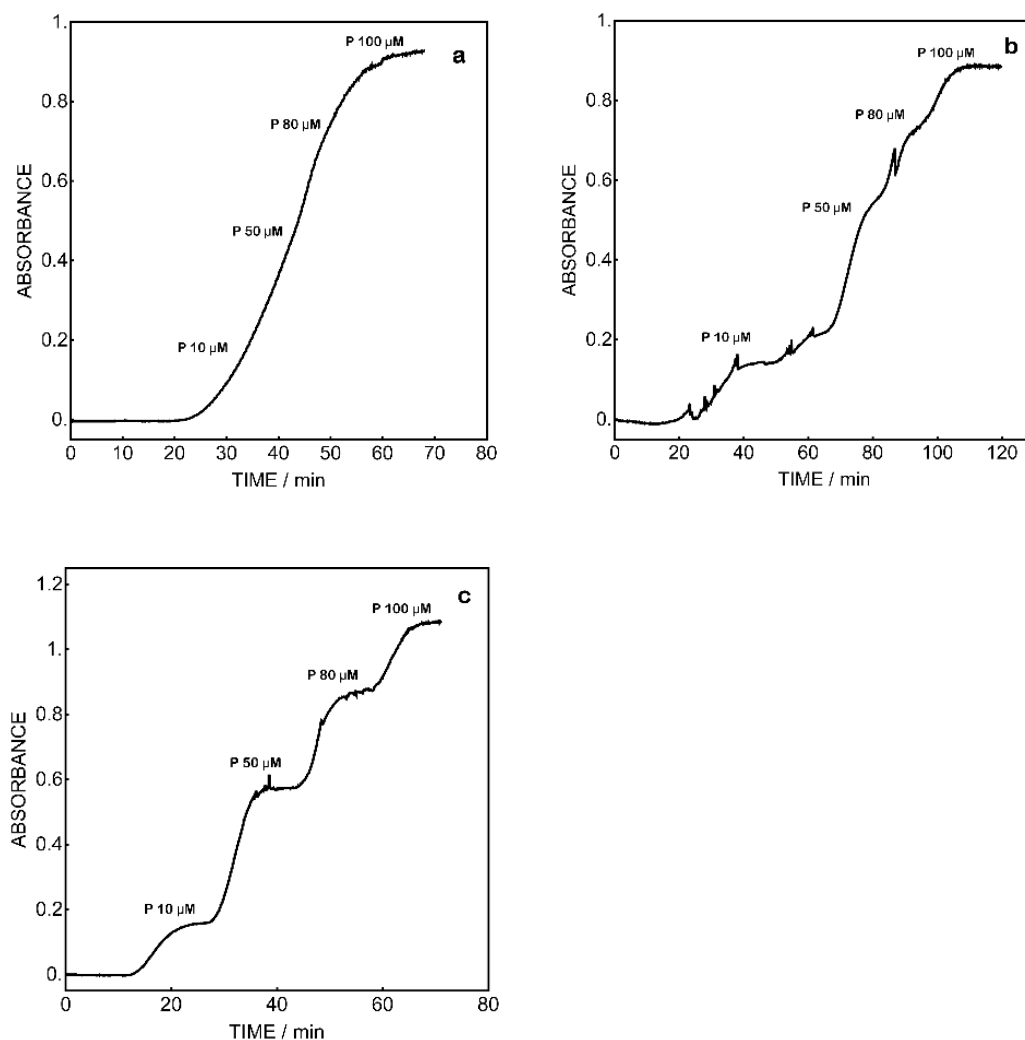 a
ABSORBANCE
1.
0.8
0.6
0.4
0.2
0.
P 100 µM
P 80 µM
P 50 µM
P 10 µM
0 10 20 30 40 50 60 70 80
TIME / min
b
ABSORBANCE
1.
0.8
0.6
0.4
0.2
0.
P 100 µM
P 80 µM
P 50 µM
P 10 µM
0 20 40 60 80 100 120
TIME / min
c
ABSORBANCE
1.2
1.
0.8
0.6
0.4
0.2
0.
P 100 µM
P 80 µM
P 50 µM
P 10 µM
0 20 40 60 80
TIME / min